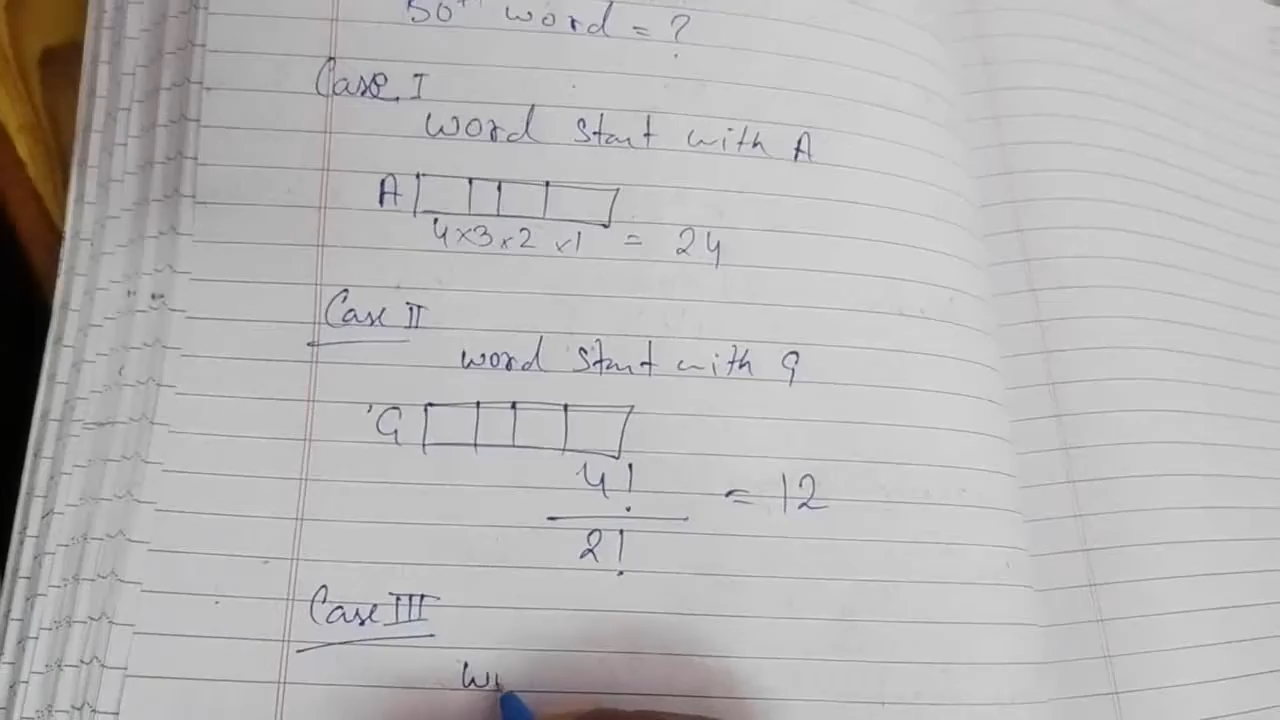 50th word = ?
Case I
word start with A
A
4×3×2×1 = 24
Case II
word start with G
'G
4!
= 12
2!
Case III
w